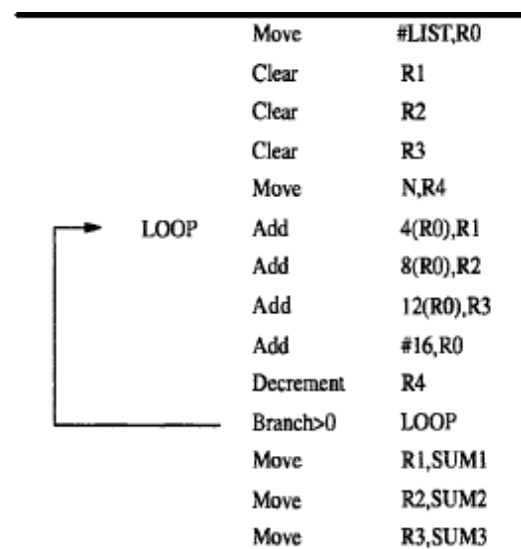 Move #LIST,R0
Clear R1
Clear R2
Clear R3
Move N,R4
LOOP Add 4(R0),R1
Add 8(R0),R2
Add 12(R0),R3
Add #16,R0
Decrement R4
Branch>0 LOOP
Move R1,SUM1
Move R2,SUM2
Move R3,SUM3